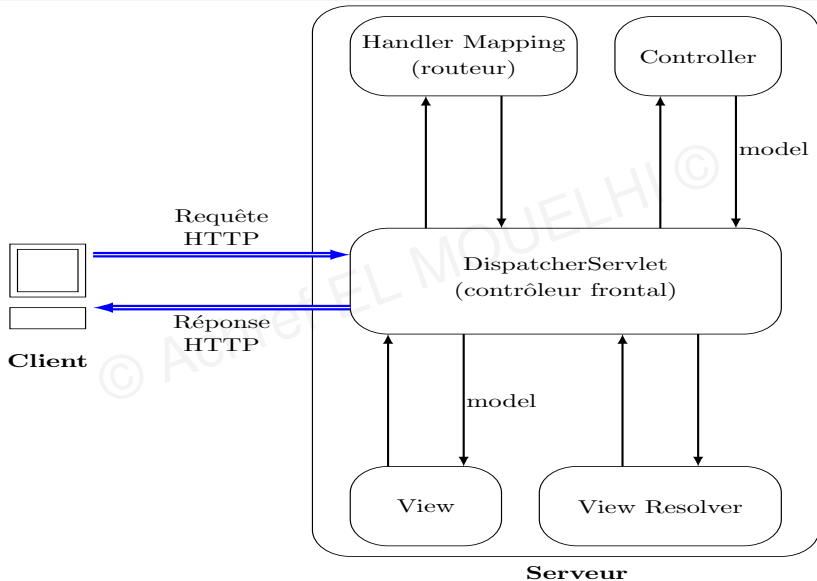 Handler Mapping
(routeur)
Controller
model
Requête
HTTP
DispatcherServlet
(contrôleur frontal)
Réponse
HTTP
Client
model
View
View Resolver
Serveur
© Achref EL MOUELHI ©